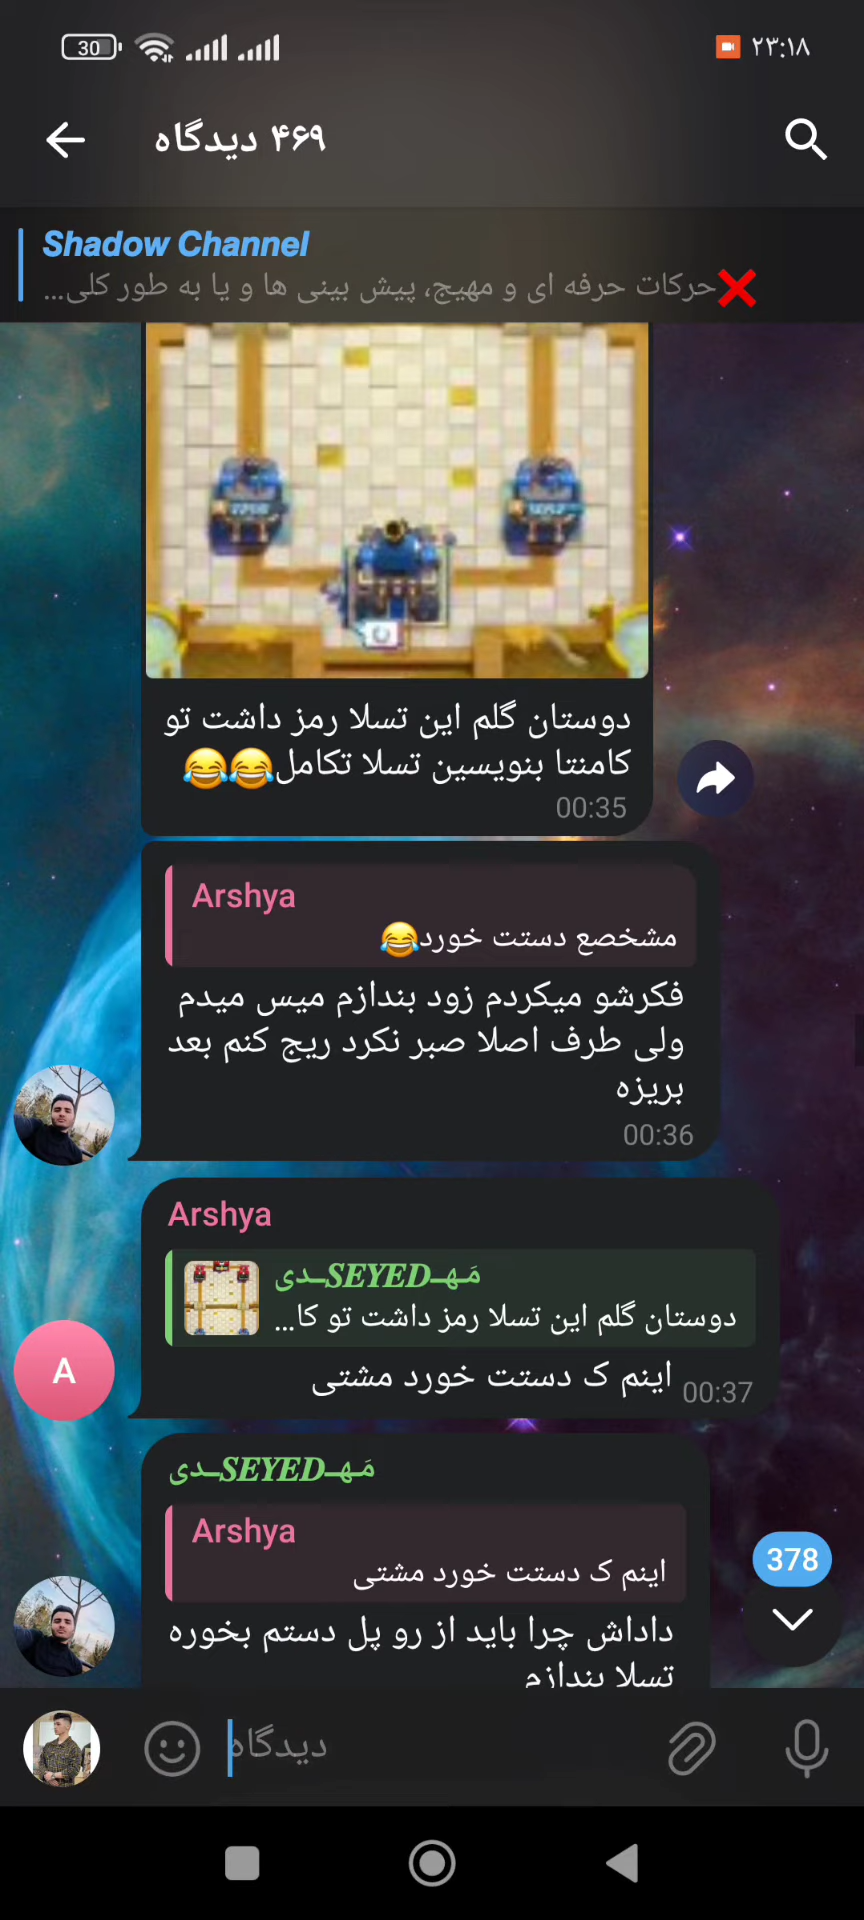 30
۲۳:۱۸
۴۶۹ دیدگاه
Shadow Channel
❌حرکات حرفه ای و مهیج، پیش بینی ها و یا به طور کلی...
دوستان گلم این تسلا رمز داشت تو
کامنتا بنویسین تسلا تکامل😂😂
00:35
Arshya
مشخصع دستت خورد😂
فکرشو میکردم زود بندازم میس میدم
ولی طرف اصلا صبر نکرد ریج کنم بعد
بریزه
00:36
Arshya
مَـهـSEYEDـدی
دوستان گلم این تسلا رمز داشت تو کا...
اینم ک دستت خورد مشتی
00:37
A
مَـهـSEYEDـدی
Arshya
اینم ک دستت خورد مشتی
378
داداش چرا باید از رو پل دستم بخوره
تسلا بندازم
دیدگاه